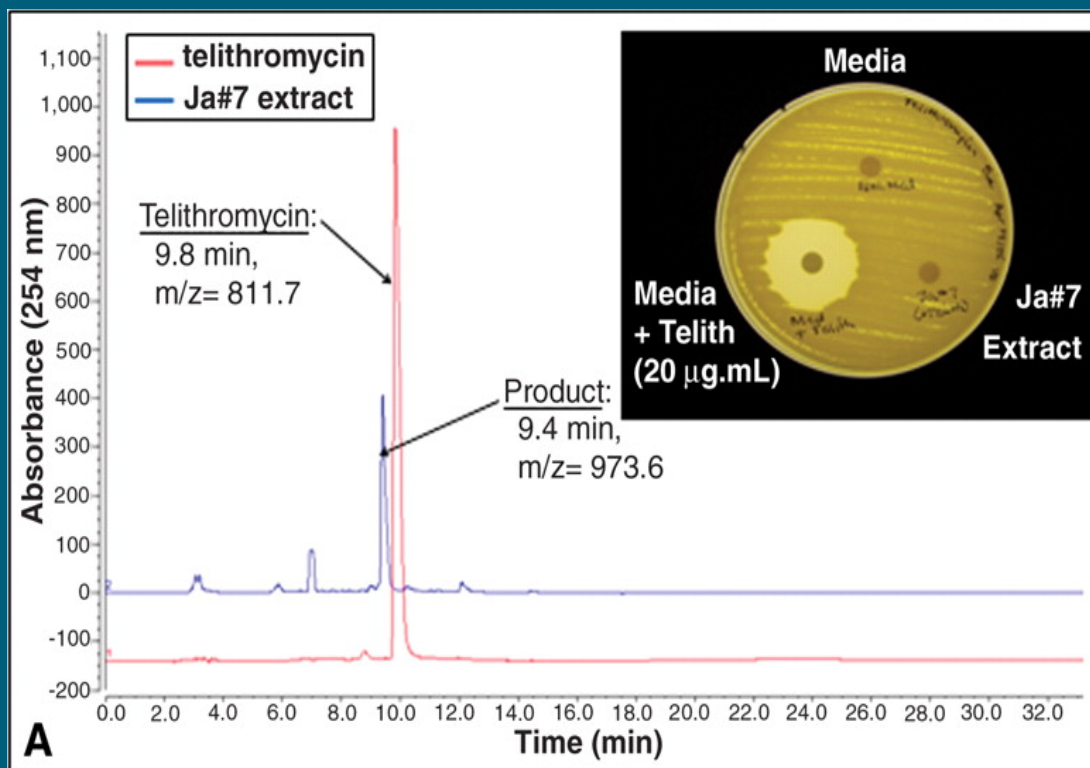 telithromycin
Ja#7 extract
Media
Media
+ Telith
(20 μg.mL)
Ja#7
Extract
Telithromycin:
9.8 min,
m/z= 811.7
Product:
9.4 min,
m/z= 973.6
Absorbance (254 nm)
1,100
1,000
900
800
700
600
500
400
300
200
100
0
-100
-200
0.0 2.0 4.0 6.0 8.0 10.0 12.0 14.0 16.0 18.0 20.0 22.0 24.0 26.0 28.0 30.0 32.0
Time (min)
A